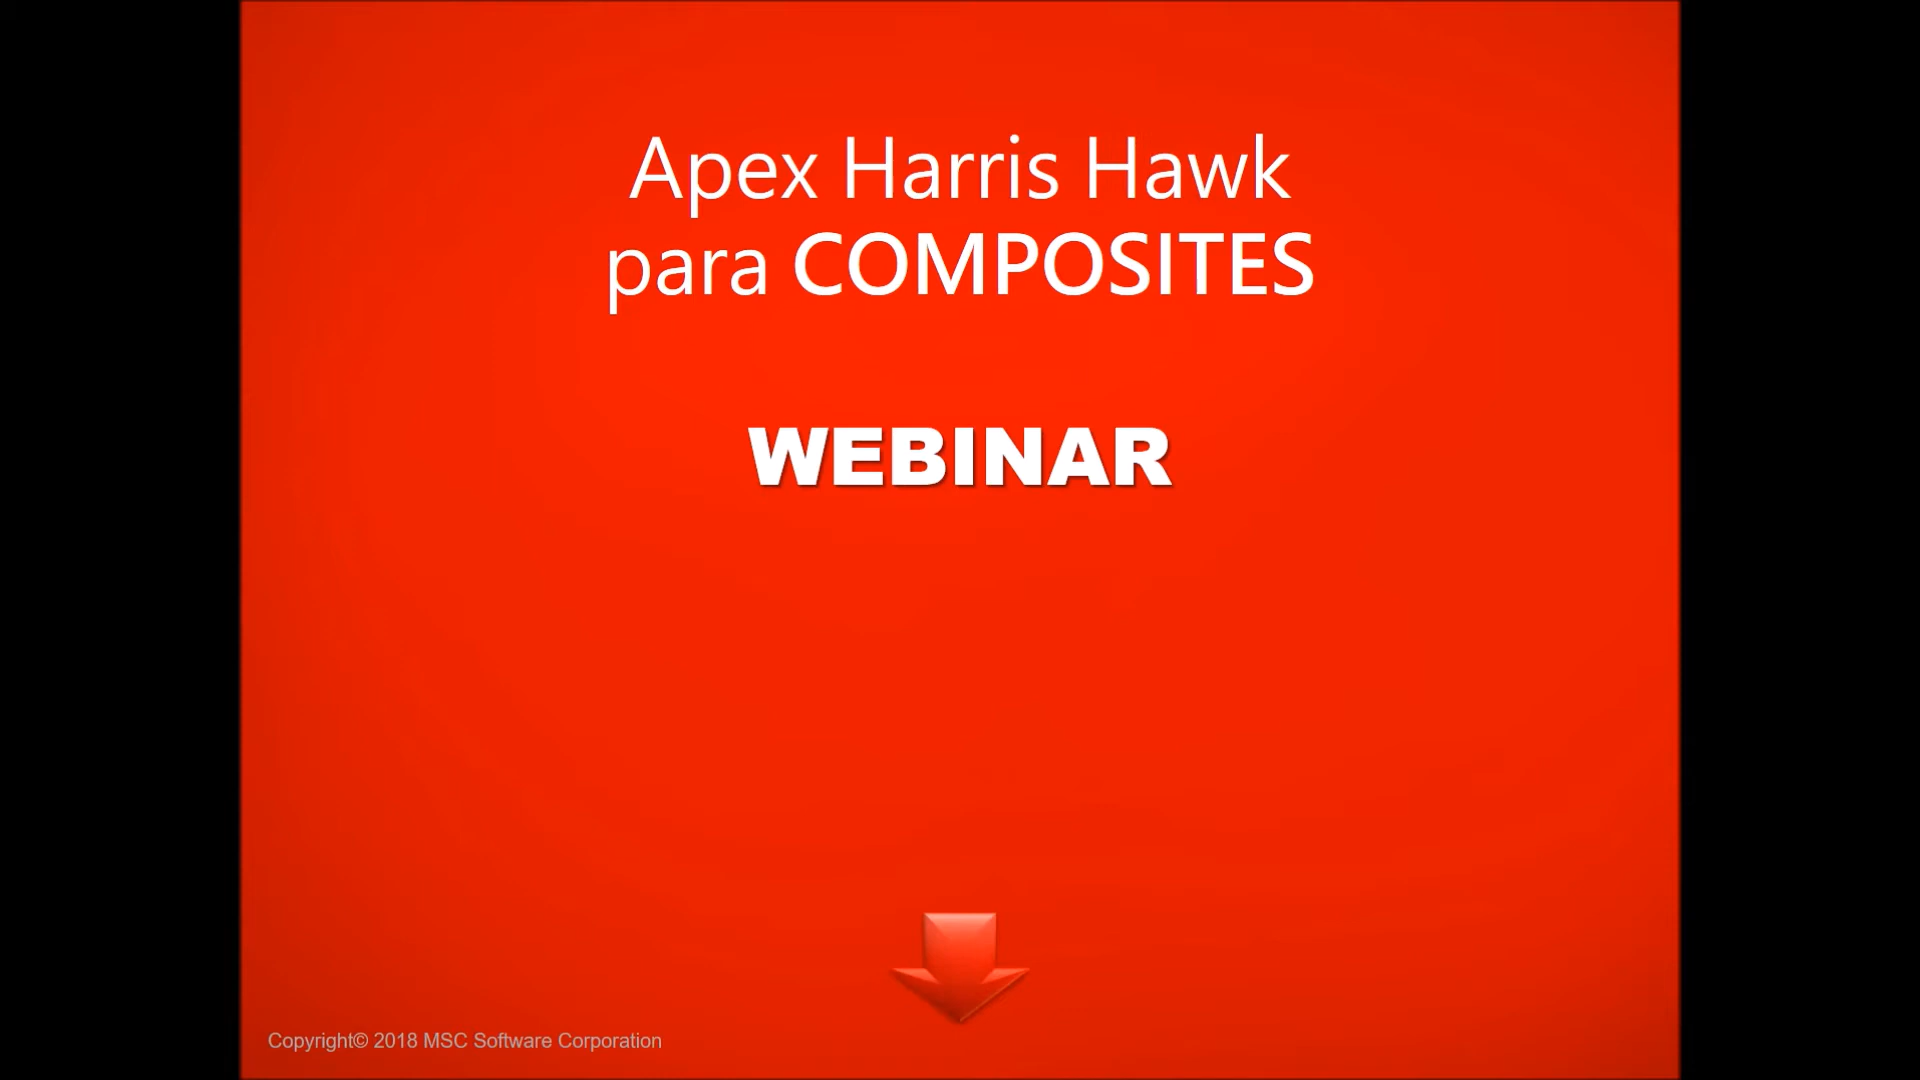 Apex Harris Hawk
para COMPOSITES
WEBINAR
Copyright© 2018 MSC Software Corporation